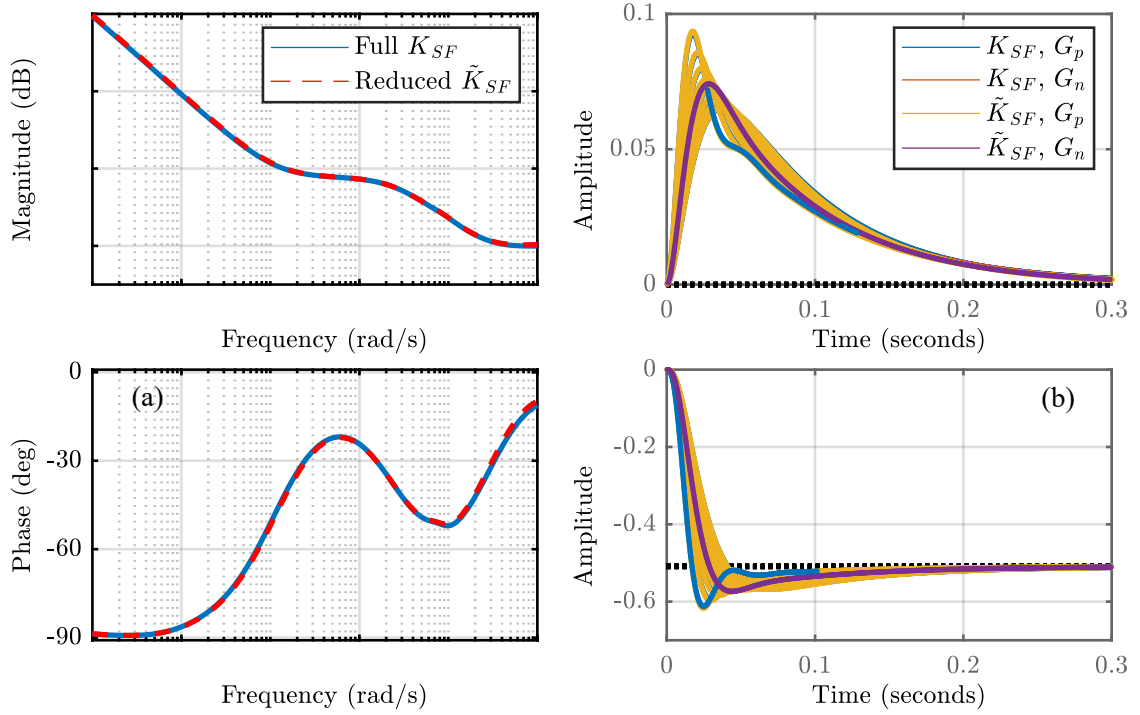 Magnitude (dB)
Full K_SF
Reduced K̃_SF
Frequency (rad/s)
0
-30
-60
-90
Phase (deg)
(a)
Frequency (rad/s)
0.1
0.05
0
Amplitude
K_SF, G_p
K_SF, G_n
K̃_SF, G_p
K̃_SF, G_n
0 0.1 0.2 0.3
Time (seconds)
0
-0.2
-0.4
-0.6
Amplitude
(b)
0 0.1 0.2 0.3
Time (seconds)